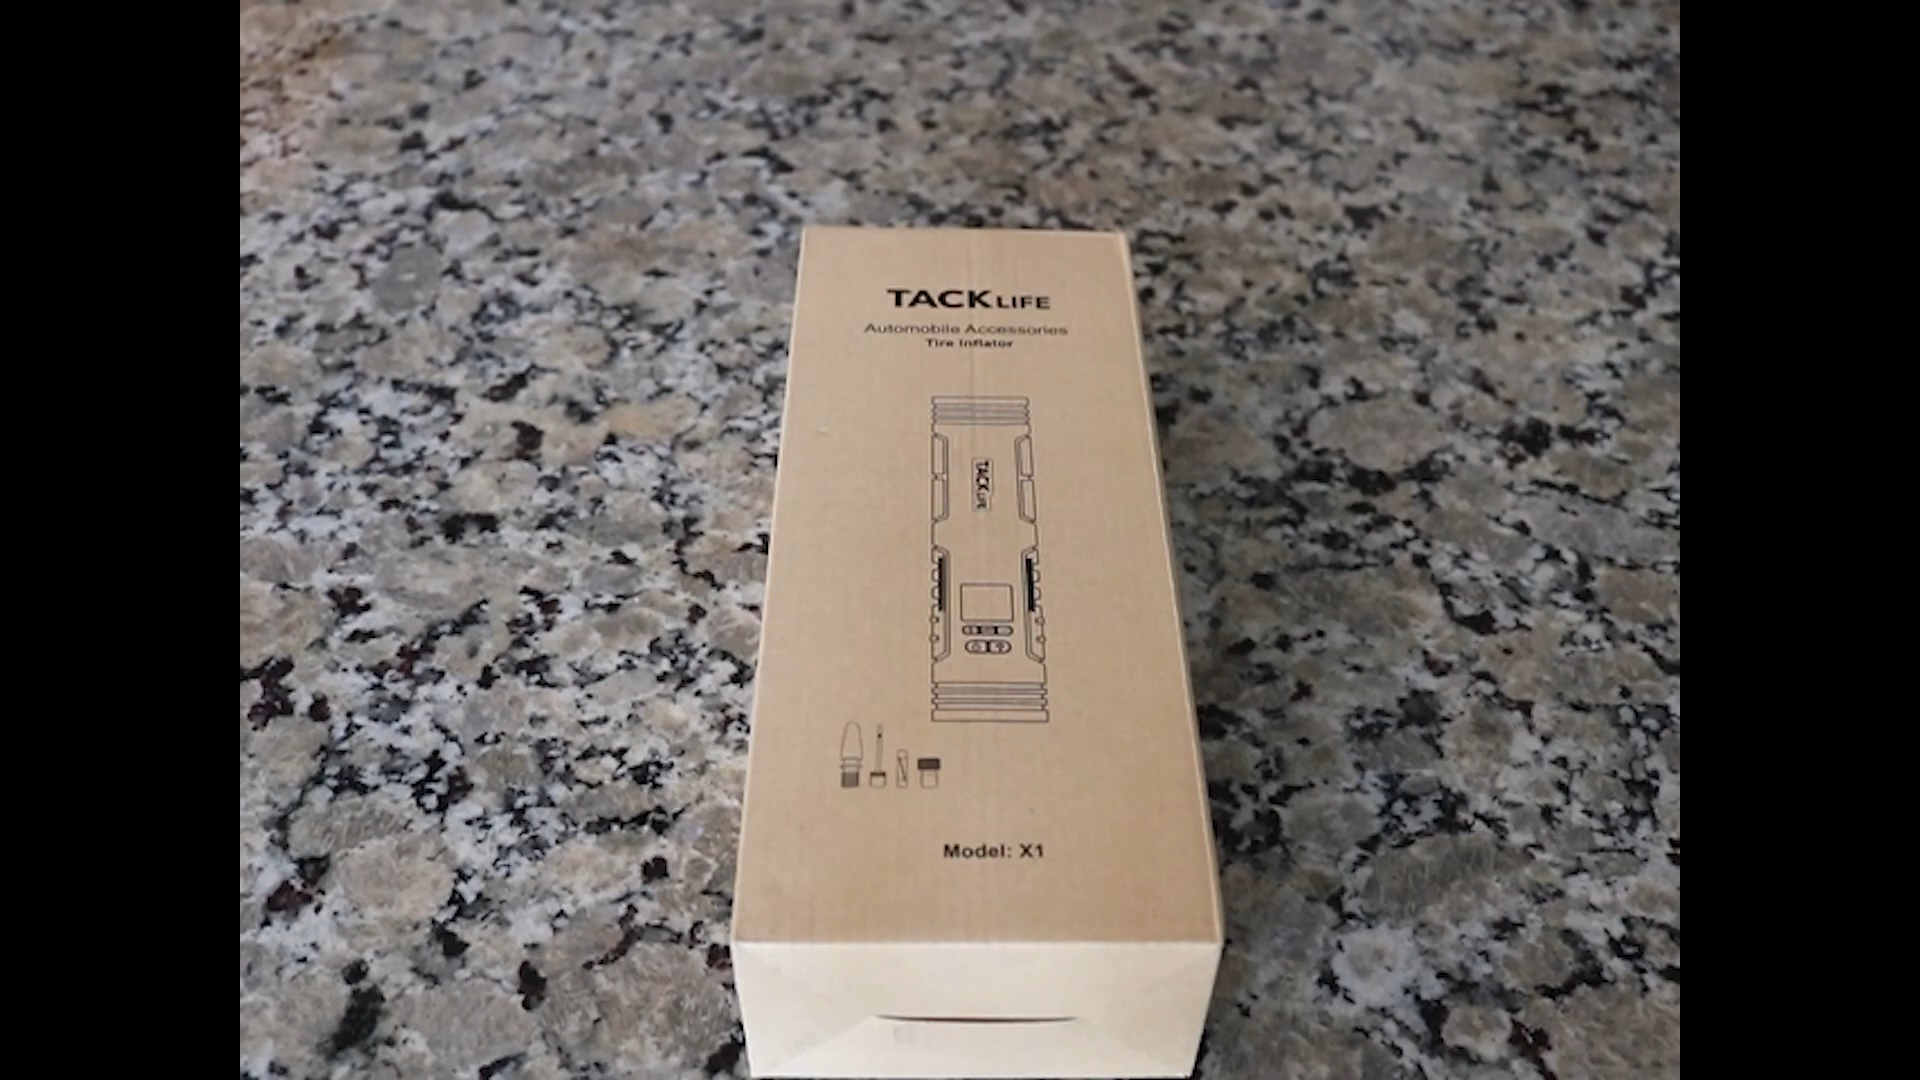 TACKLIFE
Automobile Accessories
Tire Inflator
TACKLIFE
Model: X1